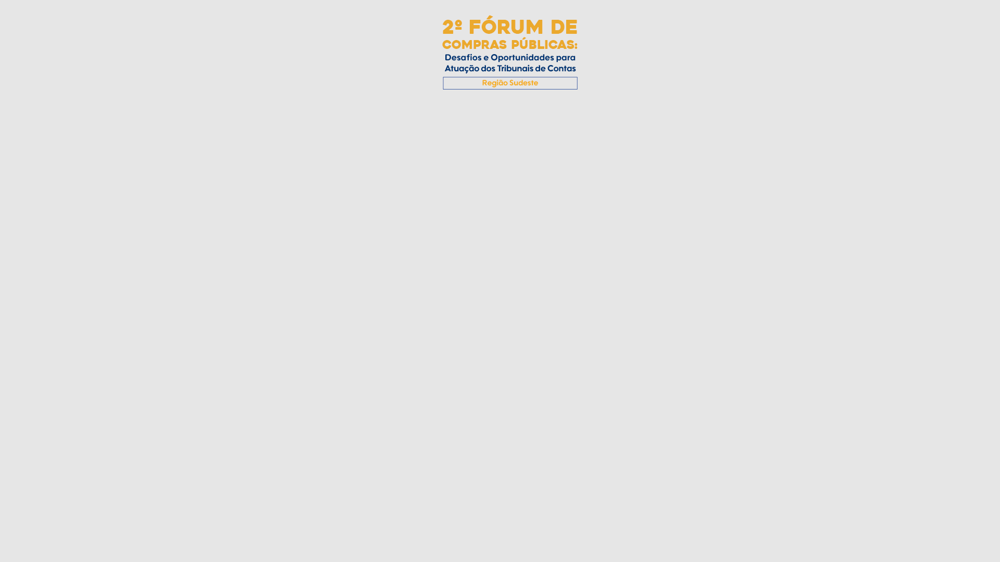 2º FÓRUM DE
COMPRAS PÚBLICAS:
Desafios e Oportunidades para
Atuação dos Tribunais de Contas
Região Sudeste